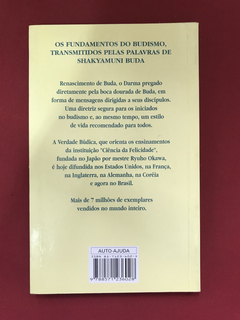 OS FUNDAMENTOS DO BUDISMO,
TRANSMITIDOS PELAS PALAVRAS DE
SHAKYAMUNI BUDA
Renascimento de Buda, o Darma pregado
diretamente pela boca dourada de Buda, em
forma de mensagens dirigidas a seus discípulos.
Uma diretriz segura para os iniciados
no budismo e, ao mesmo tempo, um estilo
de vida recomendado para todos.
A Verdade Búdica, que orienta os ensinamentos
da instituição "Ciência da Felicidade",
fundada no Japão por mestre Ryuho Okawa,
é hoje difundida nos Estados Unidos, na França,
na Inglaterra, na Alemanha, na Coréia
e agora no Brasil.
Mais de 7 milhões de exemplares
vendidos no mundo inteiro.
AUTO-AJUDA